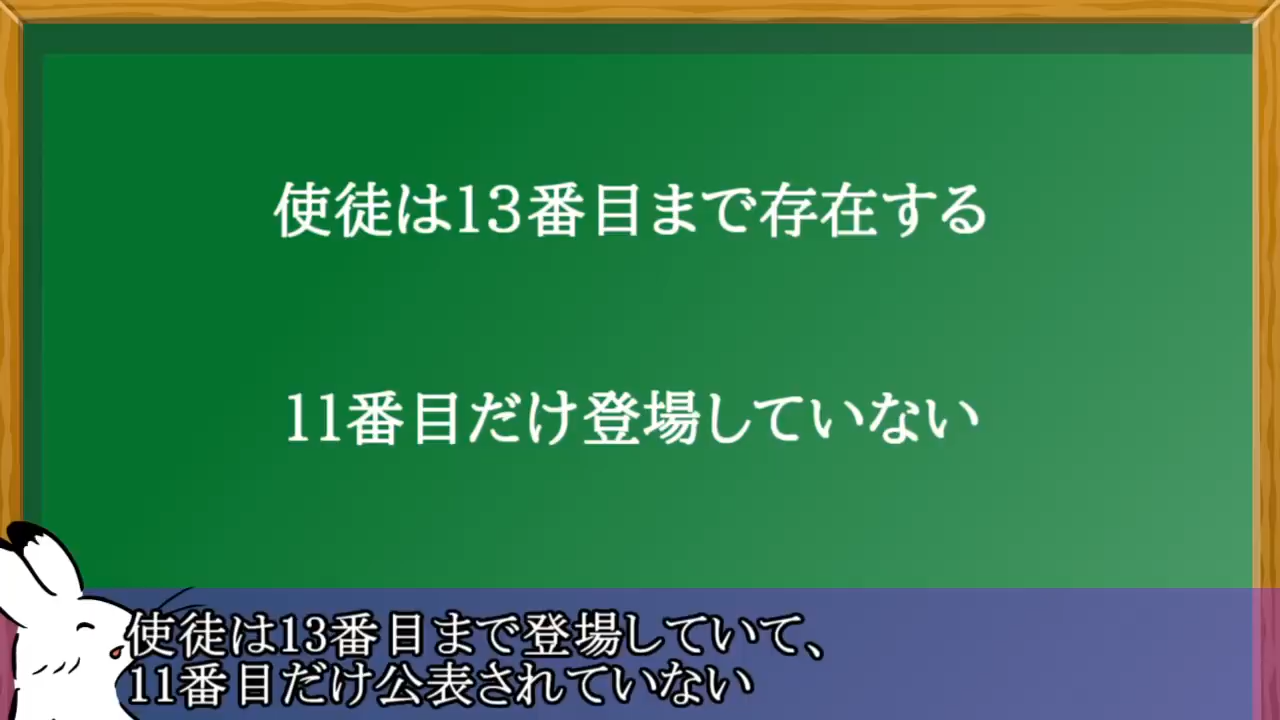 使徒は13番目まで存在する
11番目だけ登場していない
使徒は13番目まで登場していて、
11番目だけ公表されていない